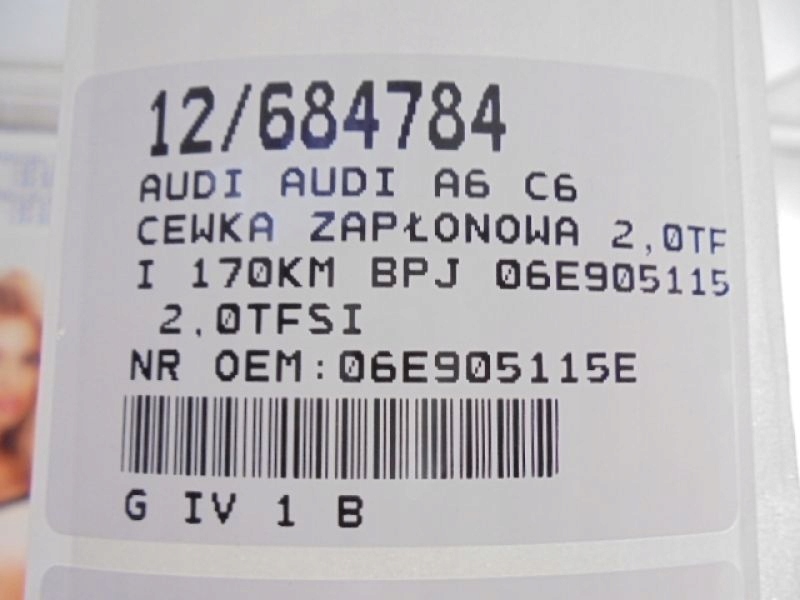 12/684784
AUDI AUDI A6 C6
CEWKA ZAPŁONOWA 2,0TF
I 170KM BPJ 06E905115
2.0TFSI
NR OEM:06E905115E
G IV 1 B